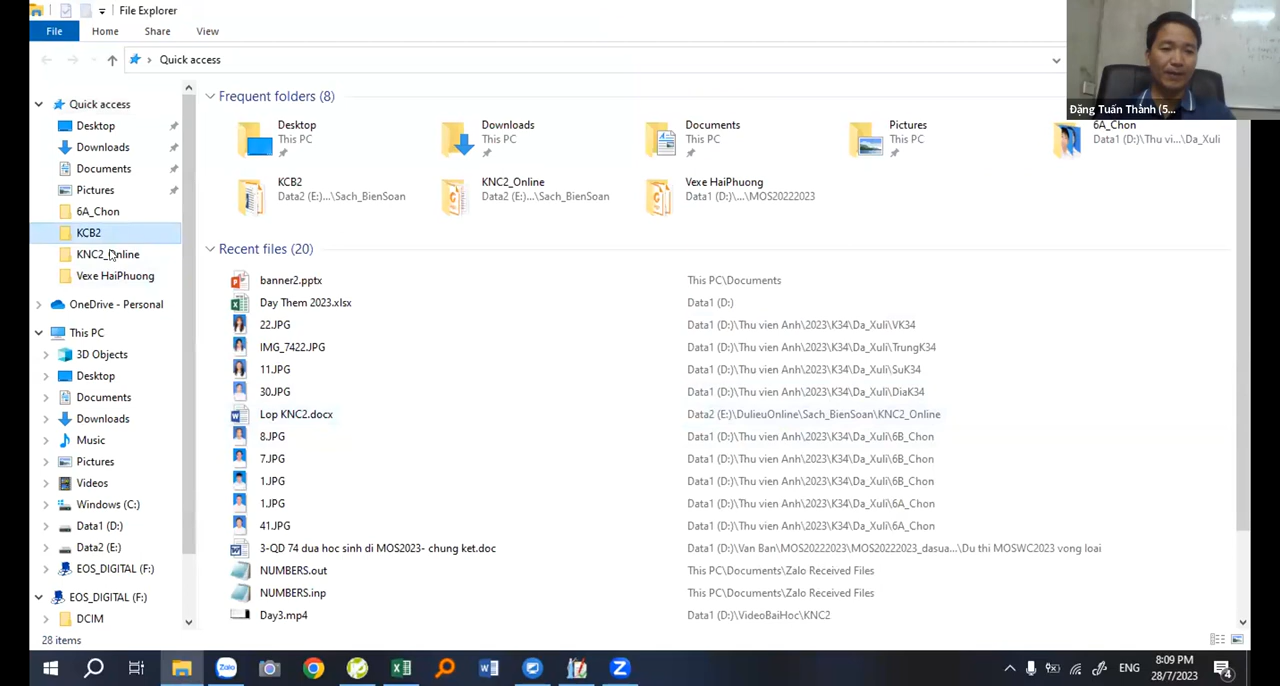 File Explorer
File
Home
Share
View
Quick access
Đặng Tuấn Thành (5...
Quick access
Desktop
Downloads
Documents
Pictures
6A_Chon
KCB2
KNC2_Online
Vexe HaiPhuong
OneDrive - Personal
This PC
3D Objects
Desktop
Documents
Downloads
Music
Pictures
Videos
Windows (C:)
Data1 (D:)
Data2 (E:)
EOS_DIGITAL (F:)
EOS_DIGITAL (F:)
DCIM
Frequent folders (8)
Desktop
This PC
Downloads
This PC
Documents
This PC
Pictures
This PC
6A_Chon
Data1 (D:)\Thu vi...\Da_Xuli
KCB2
Data2 (E:)...\Sach_BienSoan
KNC2_Online
Data2 (E:)...\Sach_BienSoan
Vexe HaiPhuong
Data1 (D:)\...\MOS20222023
Recent files (20)
banner2.pptx This PC\Documents
Day Them 2023.xlsx Data1 (D:)
22.JPG Data1 (D:)\Thu vien Anh\2023\K34\Da_Xuli\VK34
IMG_7422.JPG Data1 (D:)\Thu vien Anh\2023\K34\Da_Xuli\TrungK34
11.JPG Data1 (D:)\Thu vien Anh\2023\K34\Da_Xuli\SuK34
30.JPG Data1 (D:)\Thu vien Anh\2023\K34\Da_Xuli\DiaK34
Lop KNC2.docx Data2 (E:)\DulieuOnline\Sach_BienSoan\KNC2_Online
8.JPG Data1 (D:)\Thu vien Anh\2023\K34\Da_Xuli\6B_Chon
7.JPG Data1 (D:)\Thu vien Anh\2023\K34\Da_Xuli\6B_Chon
1.JPG Data1 (D:)\Thu vien Anh\2023\K34\Da_Xuli\6B_Chon
1.JPG Data1 (D:)\Thu vien Anh\2023\K34\Da_Xuli\6A_Chon
41.JPG Data1 (D:)\Thu vien Anh\2023\K34\Da_Xuli\6A_Chon
3-QD 74 dua hoc sinh di MOS2023- chung ket.doc Data1 (D:)\Van Ban\MOS20222023\MOS20222023_dasua...\Du thi MOSWC2023 vong loai
NUMBERS.out This PC\Documents\Zalo Received Files
NUMBERS.inp This PC\Documents\Zalo Received Files
Day3.mp4 Data1 (D:)\VideoBaiHoc\KNC2
28 items
Zalo
ENG
8:09 PM
28/7/2023
4